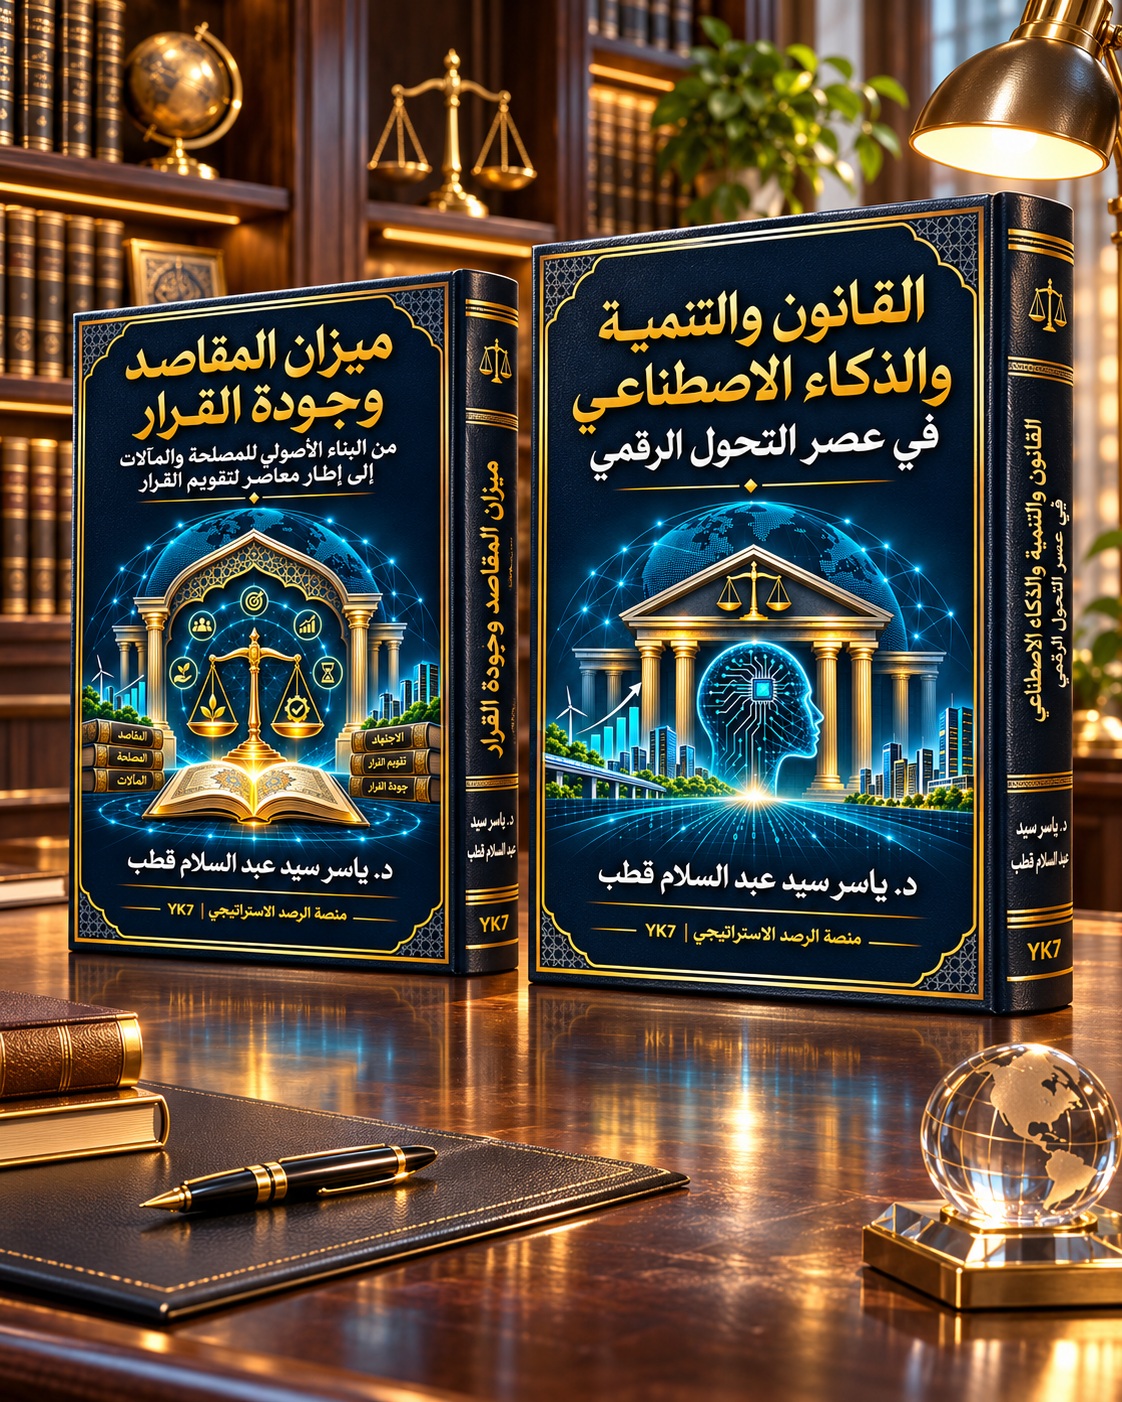 ميزان المقاصد
وجودة القرار
من البناء الأصولي للمصلحة والمآلات
إلى إطار معاصر لتقويم القرار
المقاصد
المصلحة
المآلات
الاجتهاد
تقويم القرار
جودة القرار
د. ياسر سيد عبد السلام قطب
منصة الرصد الاستراتيجي | YK7
ميزان المقاصد وجودة القرار
د. ياسر سيد
عبد السلام قطب
YK7
القانون والتنمية
والذكاء الاصطناعي
في عصر التحول الرقمي
د. ياسر سيد عبد السلام قطب
منصة الرصد الاستراتيجي | YK7
القانون والتنمية والذكاء الاصطناعي
في عصر التحول الرقمي
د. ياسر سيد
عبد السلام قطب
YK7